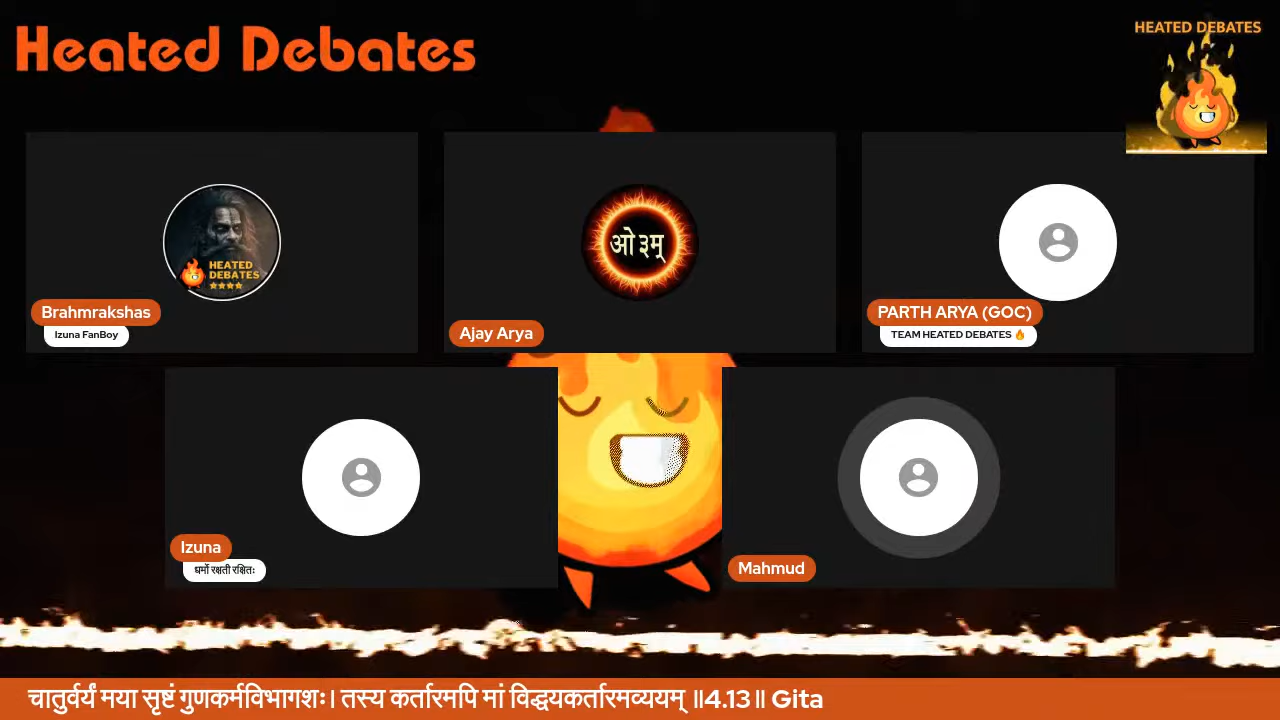 Heated Debates
HEATED DEBATES
HEATED
DEBATES
ओ३म्
Brahmrakshas
Izuna FanBoy
Ajay Arya
PARTH ARYA (GOC)
TEAM HEATED DEBATES 🔥
Izuna
धर्मो रक्षती रक्षितः
Mahmud
चातुर्वर्यं मया सृष्टं गुणकर्मविभागशः। तस्य कर्तारमपि मां विद्धयकर्तारमव्ययम् ॥4.13॥ Gita